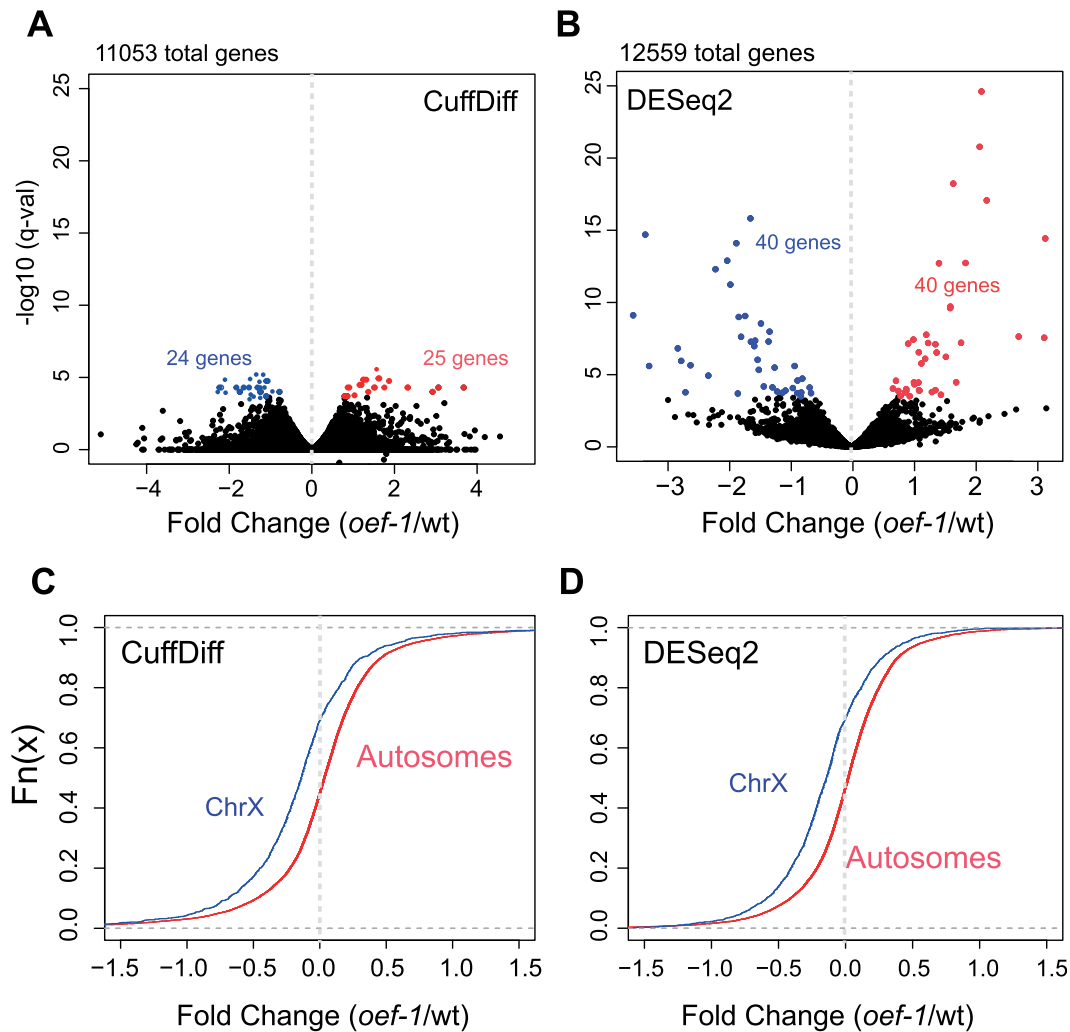 A
11053 total genes
CuffDiff
24 genes
25 genes
-log10 (q-val)
0
5
10
15
20
25
−4
−2
0
2
4
Fold Change (oef-1/wt)
B
12559 total genes
DESeq2
40 genes
40 genes
0
5
10
15
20
25
−3
−2
−1
0
1
2
3
Fold Change (oef-1/wt)
C
CuffDiff
Autosomes
ChrX
Fn(x)
0.0
0.2
0.4
0.6
0.8
1.0
−1.5
−1.0
−0.5
0.0
0.5
1.0
1.5
Fold Change (oef-1/wt)
D
DESeq2
ChrX
Autosomes
0.0
0.2
0.4
0.6
0.8
1.0
−1.5
−1.0
−0.5
0.0
0.5
1.0
1.5
Fold Change (oef-1/wt)